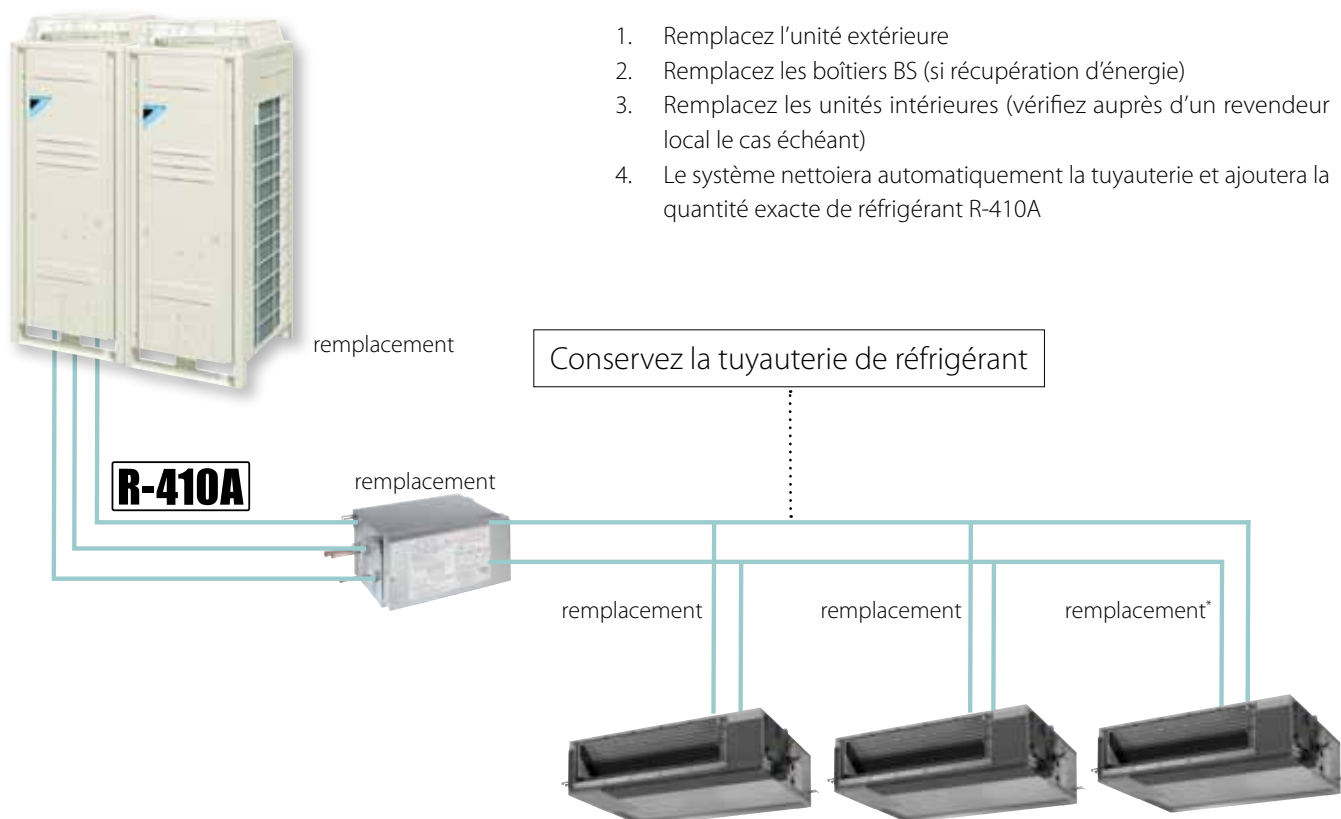 1. Remplacez l'unité extérieure
2. Remplacez les boîtiers BS (si récupération d'énergie)
3. Remplacez les unités intérieures (vérifiez auprès d'un revendeur
local le cas échéant)
4. Le système nettoiera automatiquement la tuyauterie et ajoutera la
quantité exacte de réfrigérant R-410A
remplacement
Conservez la tuyauterie de réfrigérant
R-410A
remplacement
remplacement
remplacement
remplacement*